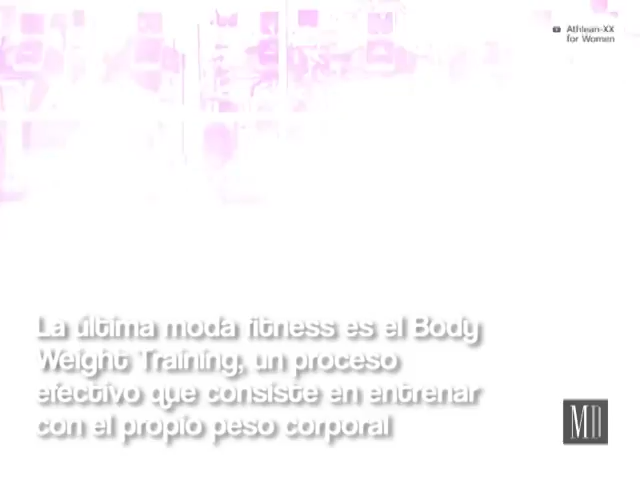 Athlean-XX
for Women
La última moda fitness es el Body
Weight Training, un proceso
efectivo que consiste en entrenar
con el propio peso corporal
MD